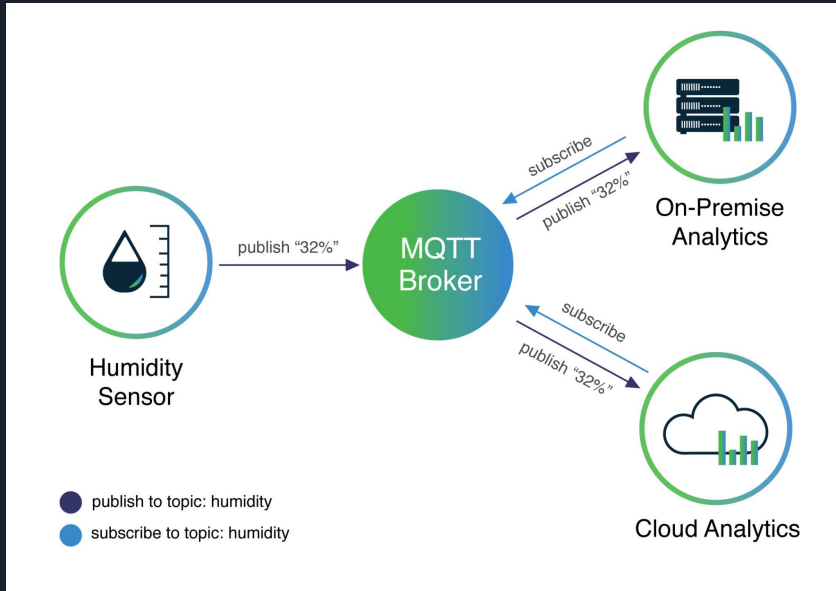 subscribe
publish “32%”
On-Premise
Analytics
publish “32%”
MQTT
Broker
Humidity
Sensor
subscribe
publish “32%”
Cloud Analytics
publish to topic: humidity
subscribe to topic: humidity